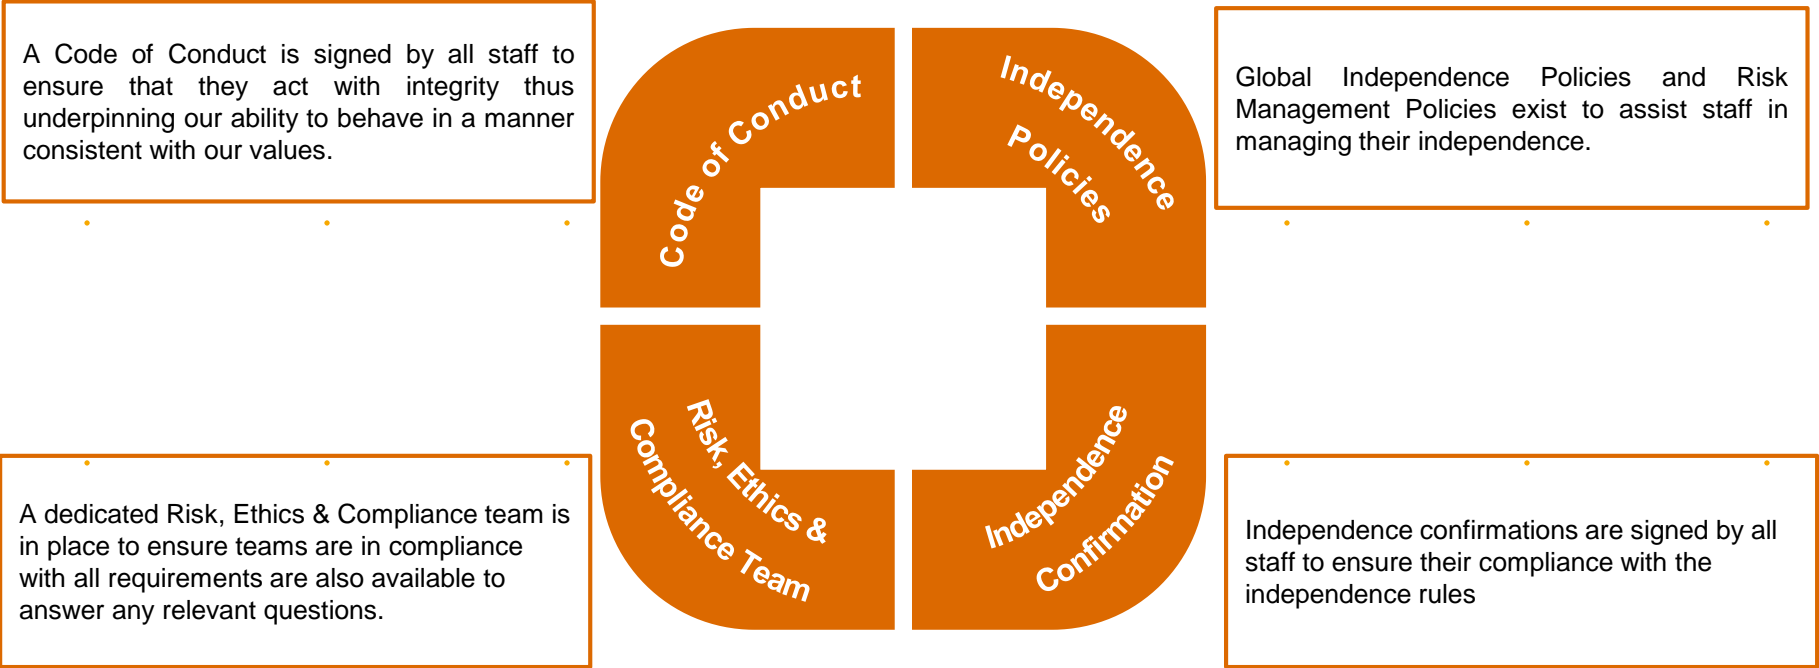 A Code of Conduct is signed by all staff to
ensure that they act with integrity thus
underpinning our ability to behave in a manner
consistent with our values.
Code of Conduct
Independence
Policies
Global Independence Policies and Risk
Management Policies exist to assist staff in
managing their independence.
A dedicated Risk, Ethics & Compliance team is
in place to ensure teams are in compliance
with all requirements are also available to
answer any relevant questions.
Risk, Ethics &
Compliance Team
Independence
Confirmation
Independence confirmations are signed by all
staff to ensure their compliance with the
independence rules